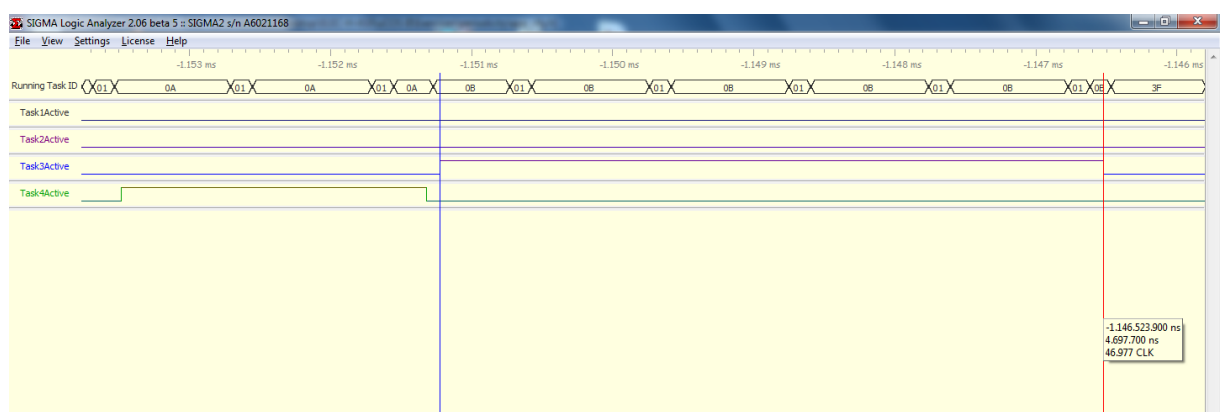 SIGMA Logic Analyzer 2.06 beta 5 :: SIGMA2 s/n A6021168
File View Settings License Help
-1.153 ms -1.152 ms -1.151 ms -1.150 ms -1.149 ms -1.148 ms -1.147 ms -1.146 ms
Running Task ID 01 0A 01 0A 01 0A 0B 01 0B 01 0B 01 0B 01 0B 01 0B 3F
Task1Active
Task2Active
Task3Active
Task4Active
-1.146.523.900 ns
4.697.700 ns
46.977 CLK